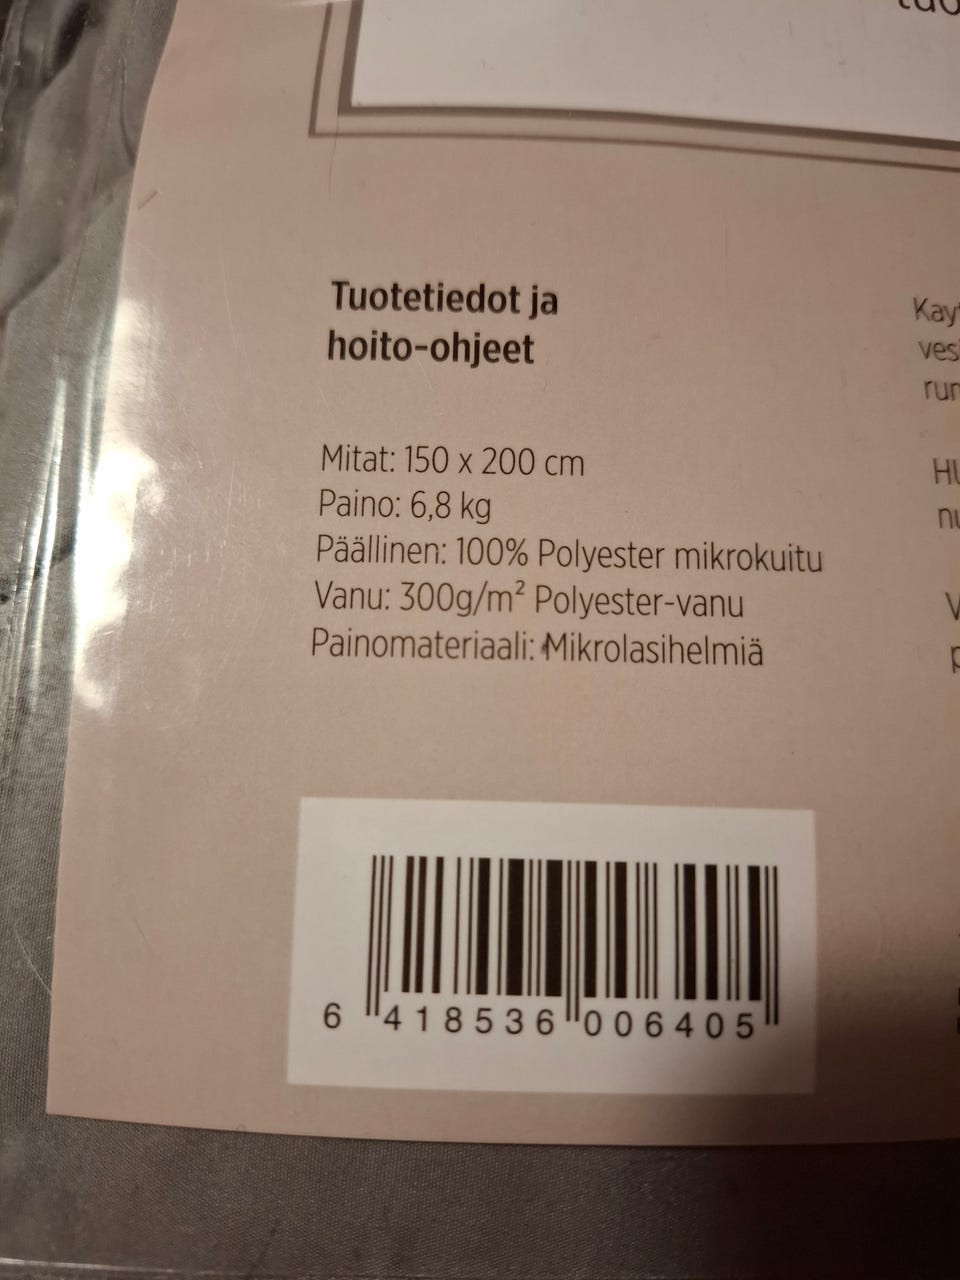 Tuotetiedot ja
hoito-ohjeet
Mitat: 150 x 200 cm
Paino: 6,8 kg
Päällinen: 100% Polyester mikrokuitu
Vanu: 300g/m² Polyester-vanu
Painomateriaali: Mikrolasihelmiä
6 418536 006405